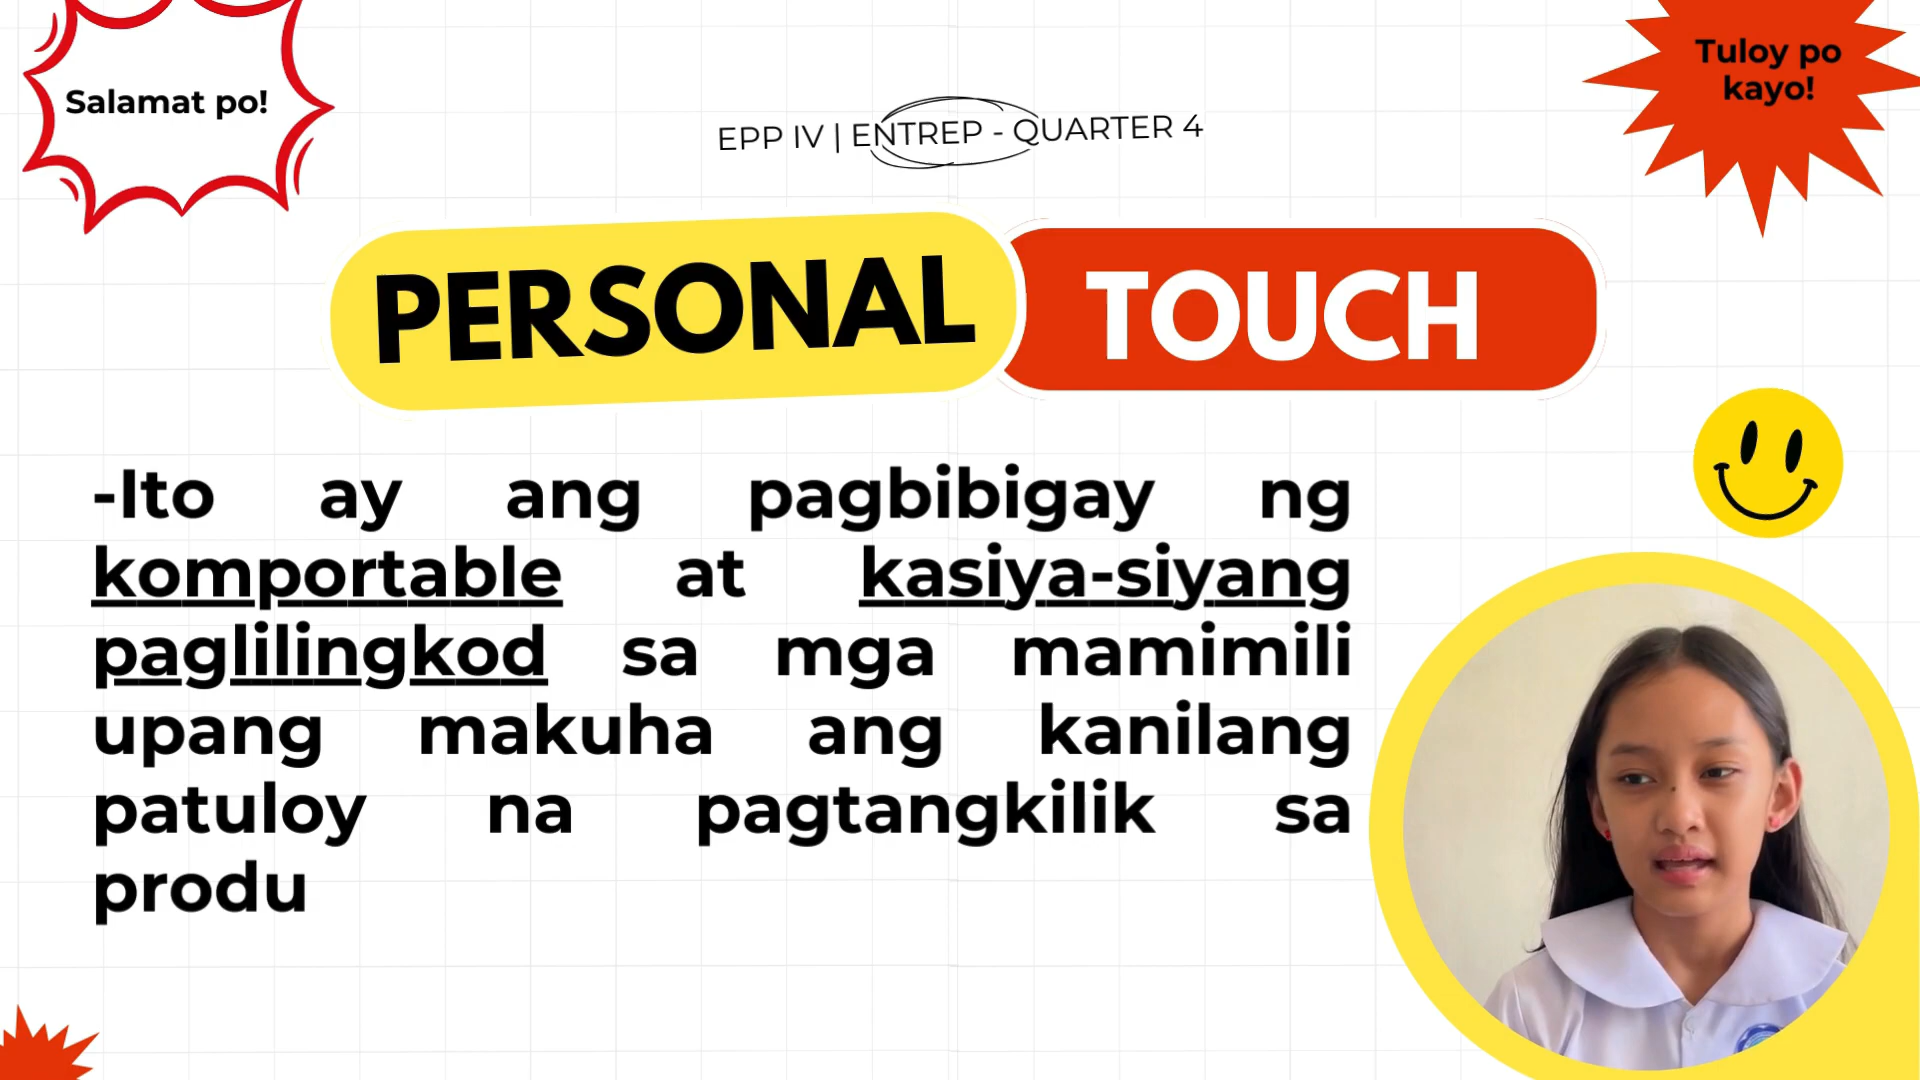 Salamat po!
Tuloy po
kayo!
EPP IV | ENTREP - QUARTER 4
PERSONAL TOUCH
-Ito ay ang pagbibigay ng
komportable at kasiya-siyang
paglilingkod sa mga mamimili
upang makuha ang kanilang
patuloy na pagtangkilik sa
produ